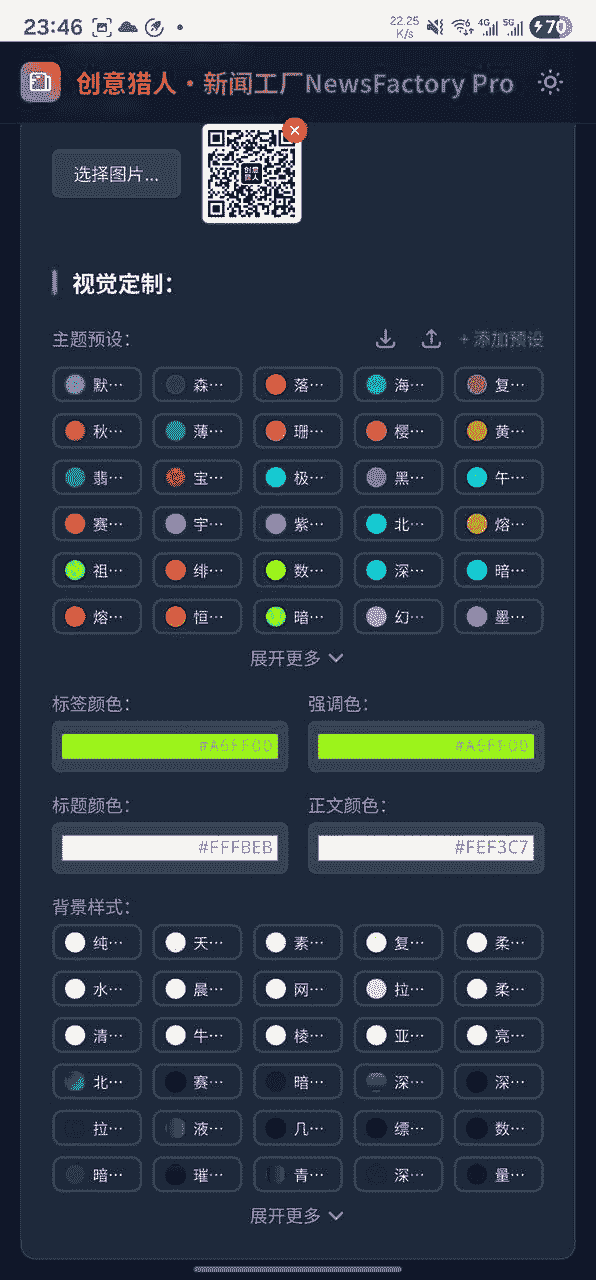 23:46 22.25 K/s 4G 5G 70
创意猎人·新闻工厂NewsFactory Pro
选择图片...
创意猎人
视觉定制：
主题预设： + 添加预设
默… 森… 落… 海… 复…
秋… 薄… 珊… 樱… 黄…
翡… 宝… 极… 黑… 午…
赛… 宇… 紫… 北… 熔…
祖… 绯… 数… 深… 暗…
熔… 恒… 暗… 幻… 墨…
展开更多
标签颜色： 强调色：
#A6FF00 #A6FF00
标题颜色： 正文颜色：
#FFFBEB #FEF3C7
背景样式：
纯… 天… 素… 复… 柔…
水… 晨… 网… 拉… 柔…
清… 牛… 棱… 亚… 亮…
北… 赛… 暗… 深… 深…
拉… 液… 几… 缥… 数…
暗… 璀… 青… 深… 量…
展开更多